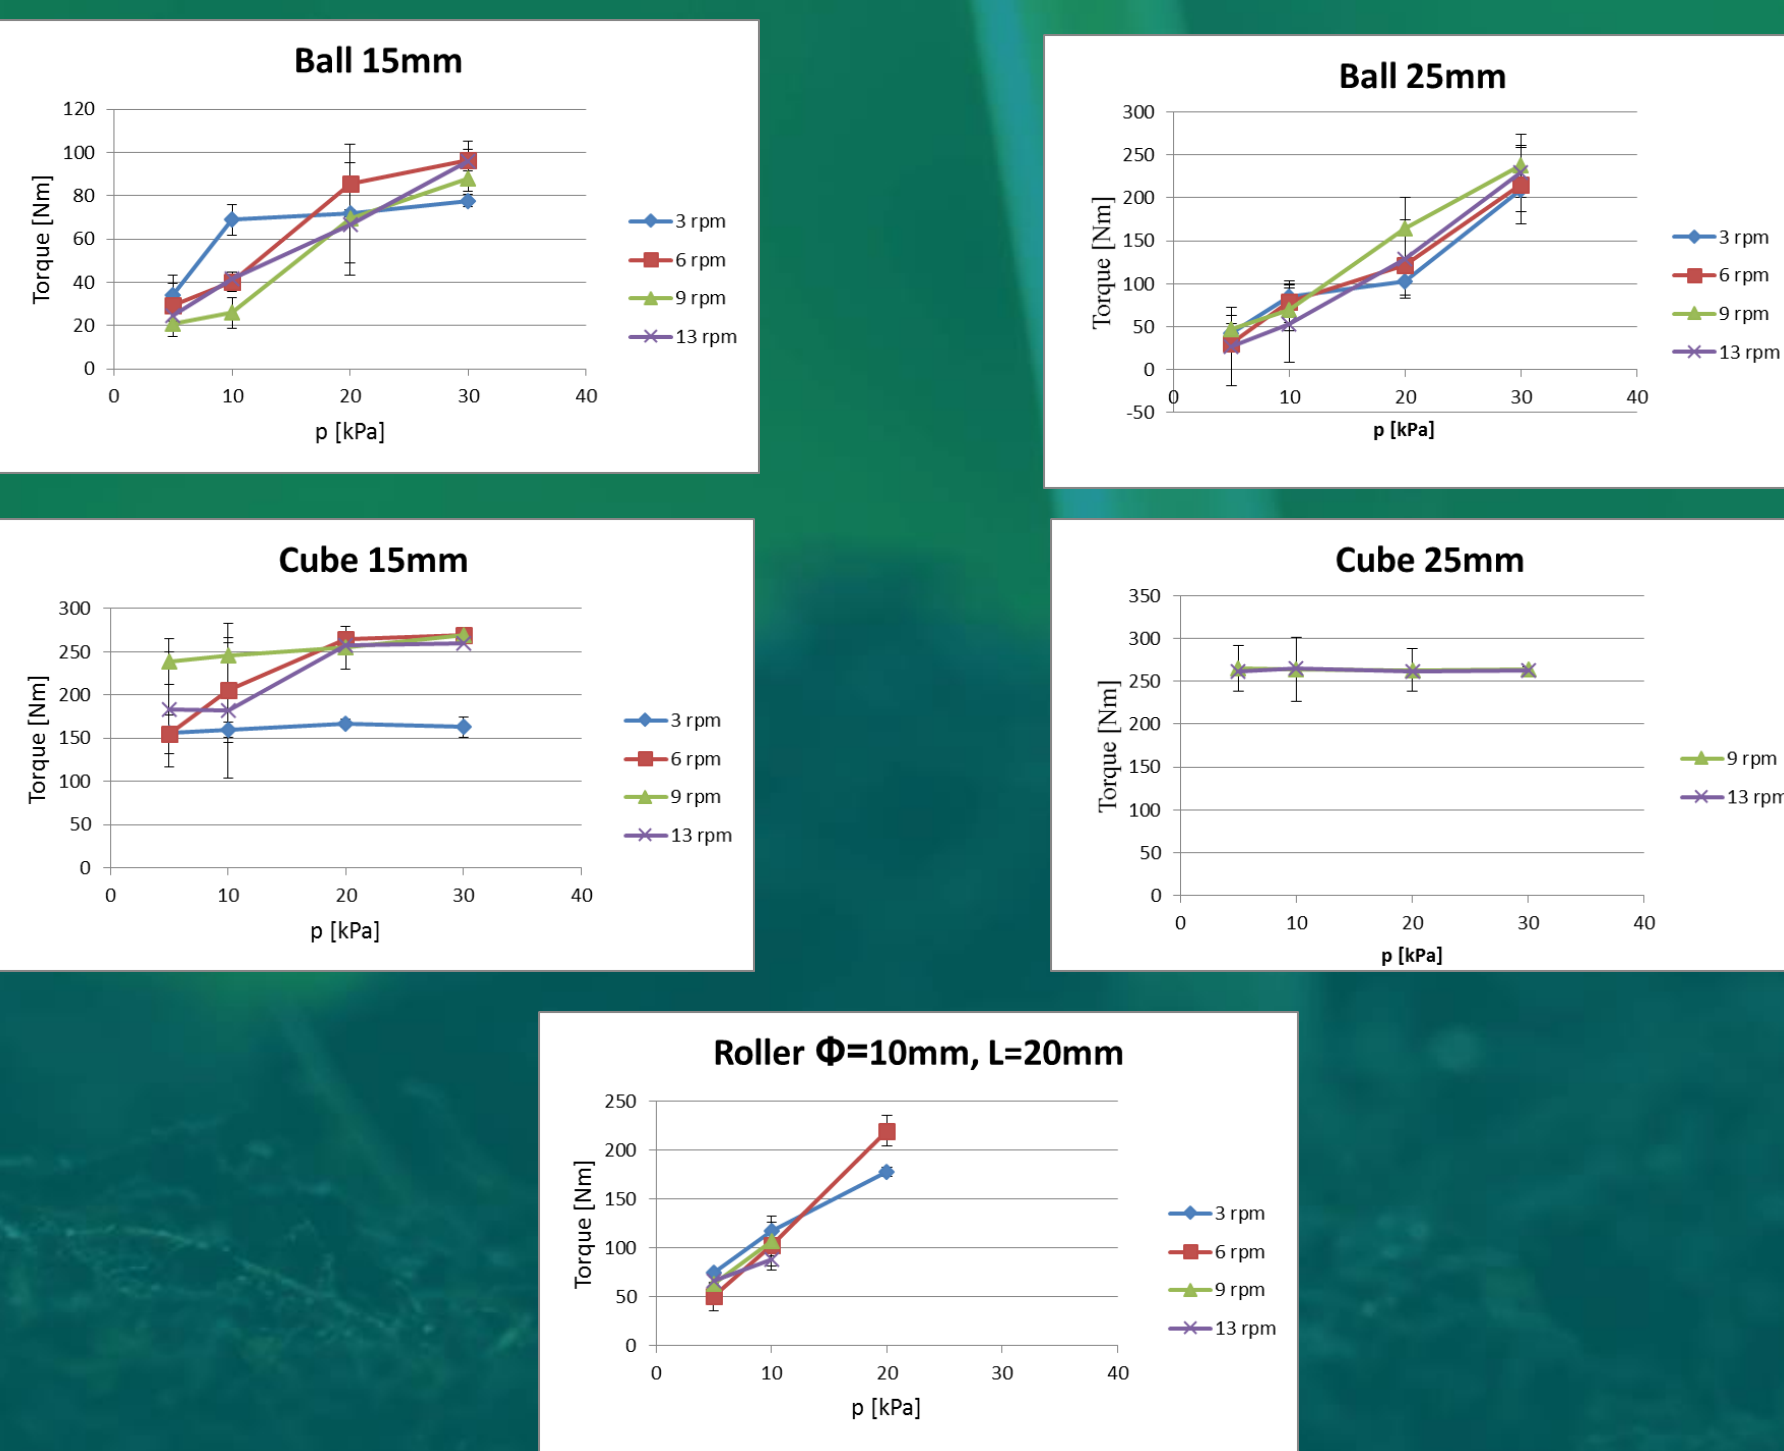 Ball 15mm
120
100
80
60
40
20
0
0 10 20 30 40
Torque [Nm]
p [kPa]
3 rpm
6 rpm
9 rpm
13 rpm
Ball 25mm
300
250
200
150
100
50
0
-50
0 10 20 30 40
Torque [Nm]
p [kPa]
3 rpm
6 rpm
9 rpm
13 rpm
Cube 15mm
300
250
200
150
100
50
0
0 10 20 30 40
Torque [Nm]
p [kPa]
3 rpm
6 rpm
9 rpm
13 rpm
Cube 25mm
350
300
250
200
150
100
50
0
0 10 20 30 40
Torque [Nm]
p [kPa]
9 rpm
13 rpm
Roller Φ=10mm, L=20mm
250
200
150
100
50
0
0 10 20 30 40
Torque [Nm]
p [kPa]
3 rpm
6 rpm
9 rpm
13 rpm